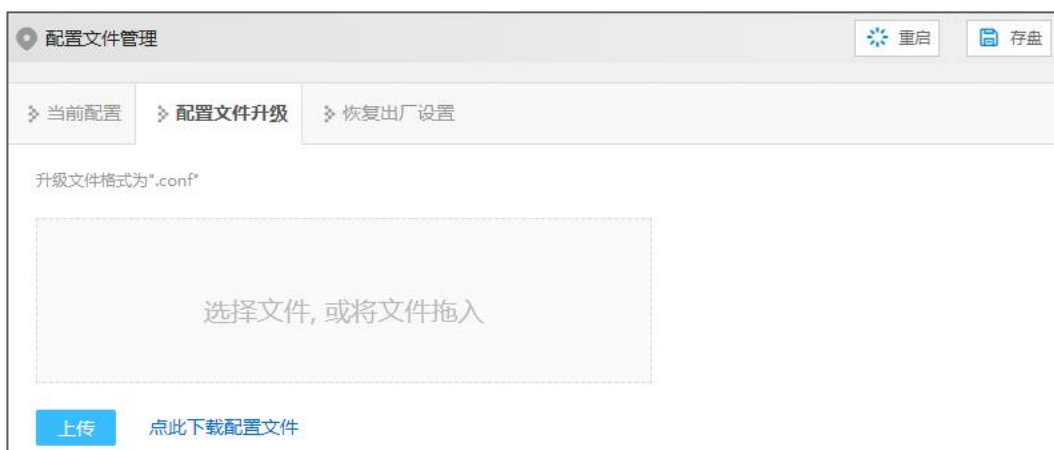 配置文件管理 重启 存盘
当前配置 配置文件升级 恢复出厂设置
升级文件格式为".conf"
选择文件, 或将文件拖入
上传 点此下载配置文件